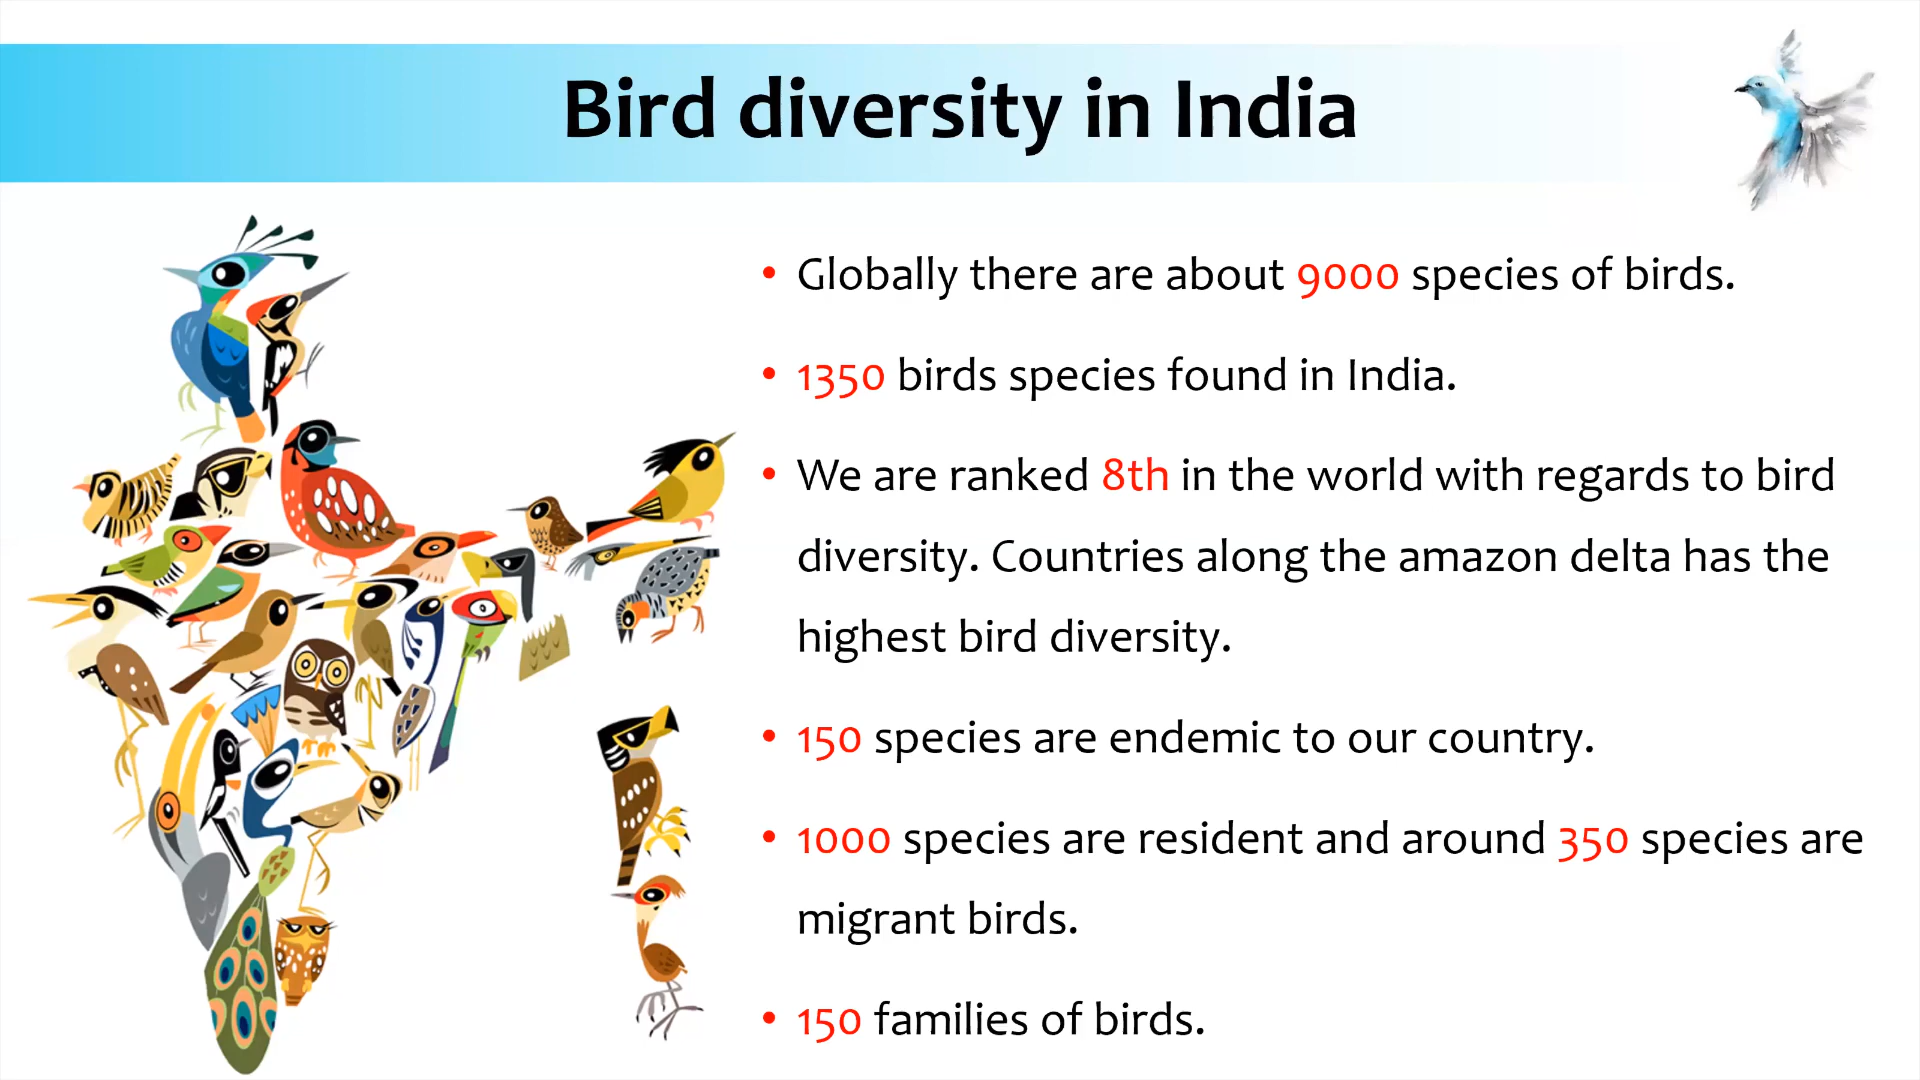 Bird diversity in India
• Globally there are about 9000 species of birds.
• 1350 birds species found in India.
• We are ranked 8th in the world with regards to bird
diversity. Countries along the amazon delta has the
highest bird diversity.
• 150 species are endemic to our country.
• 1000 species are resident and around 350 species are
migrant birds.
• 150 families of birds.